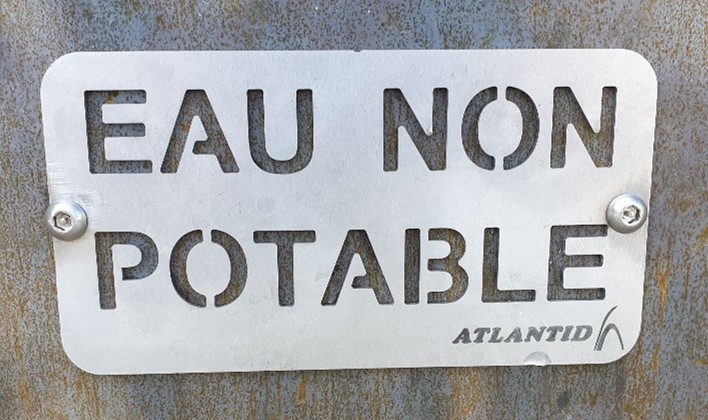 EAU NON
POTABLE
ATLANTID